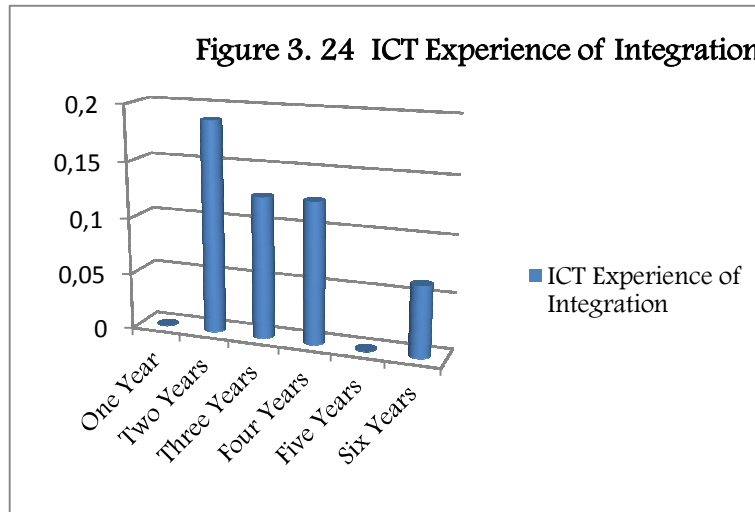 Figure 3. 24 ICT Experience of Integration
0,2
0,15
0,1
0,05
0
One Year
Two Years
Three Years
Four Years
Five Years
Six Years
ICT Experience of
Integration